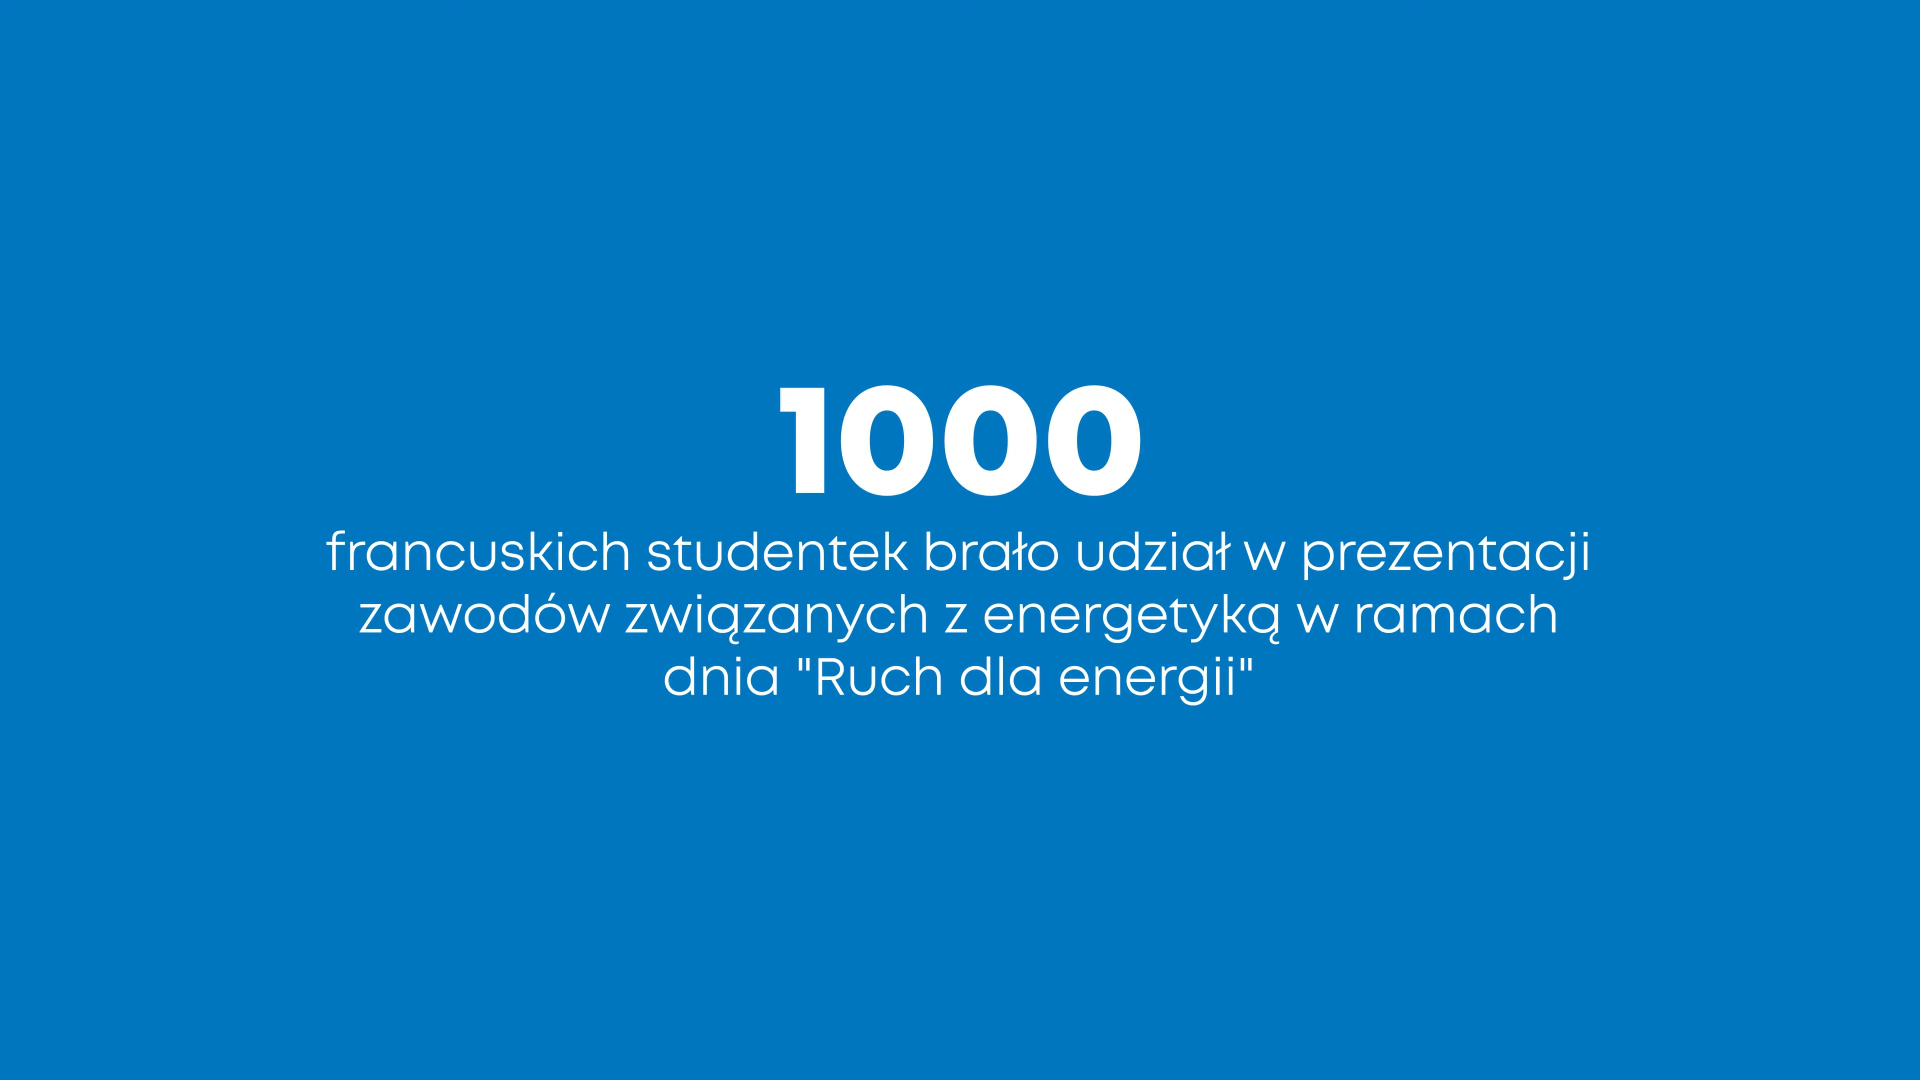 1000
francuskich studentek brało udział w prezentacji
zawodów związanych z energetyką w ramach
dnia "Ruch dla energii"